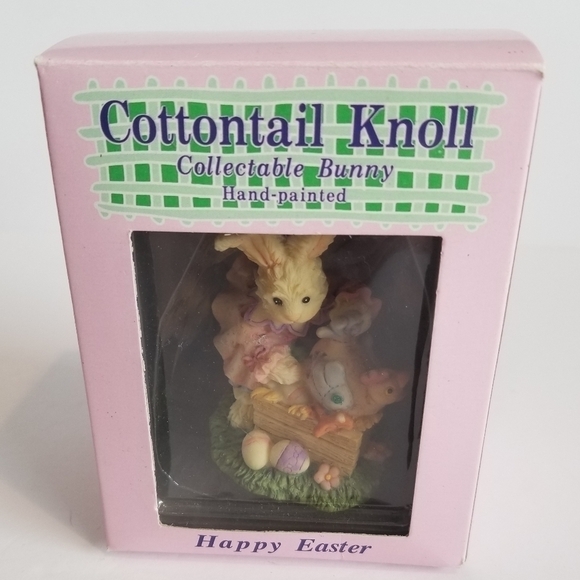 Cottontail Knoll
Collectable Bunny
Hand-painted
Happy Easter